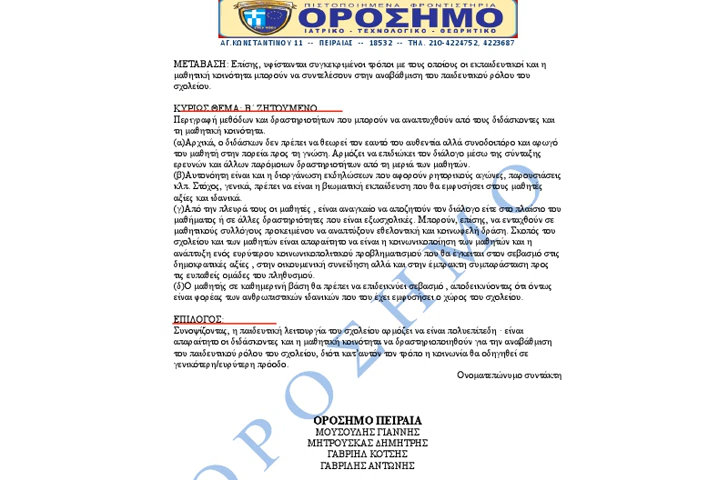 ΠΙΣΤΟΠΟΙΗΜΕΝΑ ΦΡΟΝΤΙΣΤΗΡΙΑ
ΟΡΟΣΗΜΟ
ΙΑΤΡΙΚΟ - ΤΕΧΝΟΛΟΓΙΚΟ - ΘΕΩΡΗΤΙΚΟ
ΑΓ.ΚΩΝΣΤΑΝΤΙΝΟΥ 11 -- ΠΕΙΡΑΙΑΣ -- 18532 -- ΤΗΛ. 210-4224752, 4223687
ΜΕΤΑΒΑΣΗ: Επίσης, υφίστανται συγκεκριμένοι τρόποι με τους οποίους οι εκπαιδευτικοί και η
μαθητική κοινότητα μπορούν να συντελέσουν στην αναβάθμιση του παιδευτικού ρόλου του
σχολείου.
ΚΥΡΙΩΣ ΘΕΜΑ: Β΄ ΖΗΤΟΥΜΕΝΟ
Περιγραφή μεθόδων και δραστηριοτήτων που μπορούν να αναπτυχθούν από τους διδάσκοντες και
τη μαθητική κοινότητα.
(α)Αρχικά, ο διδάσκων δεν πρέπει να θεωρεί τον εαυτό του αυθεντία αλλά συνοδοιπόρο και αρωγό
του μαθητή στην πορεία προς τη γνώση. Αρμόζει να επιδιώκει τον διάλογο μέσω της σύνταξης
ερευνών και άλλων παρόμοιων δραστηριοτήτων από τη μεριά των μαθητών.
(β)Αυτονόητη είναι και η διοργάνωση εκδηλώσεων που αφορούν ρητορικούς αγώνες, παρουσιάσεις
κλπ. Στόχος, γενικά, πρέπει να είναι η βιωματική εκπαίδευση που θα εμφυσήσει στους μαθητές
αξίες και ιδανικά.
(γ)Από την πλευρά τους οι μαθητές , είναι αναγκαίο να αποζητούν τον διάλογο είτε στο πλαίσιο του
μαθήματος ή σε άλλες δραστηριότητες που είναι εξωσχολικές. Μπορούν, επίσης, να ενταχθούν σε
μαθητικούς συλλόγους προκειμένου να αναπτύξουν εθελοντική και κοινωφελή δράση. Σκοπός του
σχολείου και των μαθητών είναι απαραίτητο να είναι η κοινωνικοποίηση των μαθητών και η
ανάπτυξη ενός ευρύτερου κοινωνικοπολιτικού προβληματισμού που θα έγκειται στον σεβασμό στις
δημοκρατικές αξίες , στην οικουμενική συνείδηση αλλά και στην έμπρακτη συμπαράσταση προς
τις ευπαθείς ομάδες του πληθυσμού.
(δ)Ο μαθητής σε καθημερινή βάση θα πρέπει να επιδεικνύει σεβασμό , αποδεικνύοντας ότι όντως
είναι φορέας των ανθρωπιστικών ιδανικών που του έχει εμφυσήσει ο χώρος του σχολείου.
ΕΠΙΛΟΓΟΣ:
Συνοψίζοντας, η παιδευτική λειτουργία του σχολείου αρμόζει να είναι πολυεπίπεδη · είναι
απαραίτητο οι διδάσκοντες και η μαθητική κοινότητα να δραστηριοποιηθούν για την αναβάθμιση
του παιδευτικού ρόλου του σχολείου, διότι κατ'αυτόν τον τρόπο η κοινωνία θα οδηγηθεί σε
γενικότερη/ευρύτερη πρόοδο.
Ονοματεπώνυμο συντάκτη
ΟΡΟΣΗΜΟ ΠΕΙΡΑΙΑ
ΜΟΥΣΟΥΛΗΣ ΓΙΑΝΝΗΣ
ΜΗΤΡΟΥΣΚΑΣ ΔΗΜΗΤΡΗΣ
ΓΑΒΡΙΗΛ ΚΟΤΣΗΣ
ΓΑΒΡΙΛΗΣ ΑΝΤΩΝΗΣ
ΟΡΟΣΗΜΟ